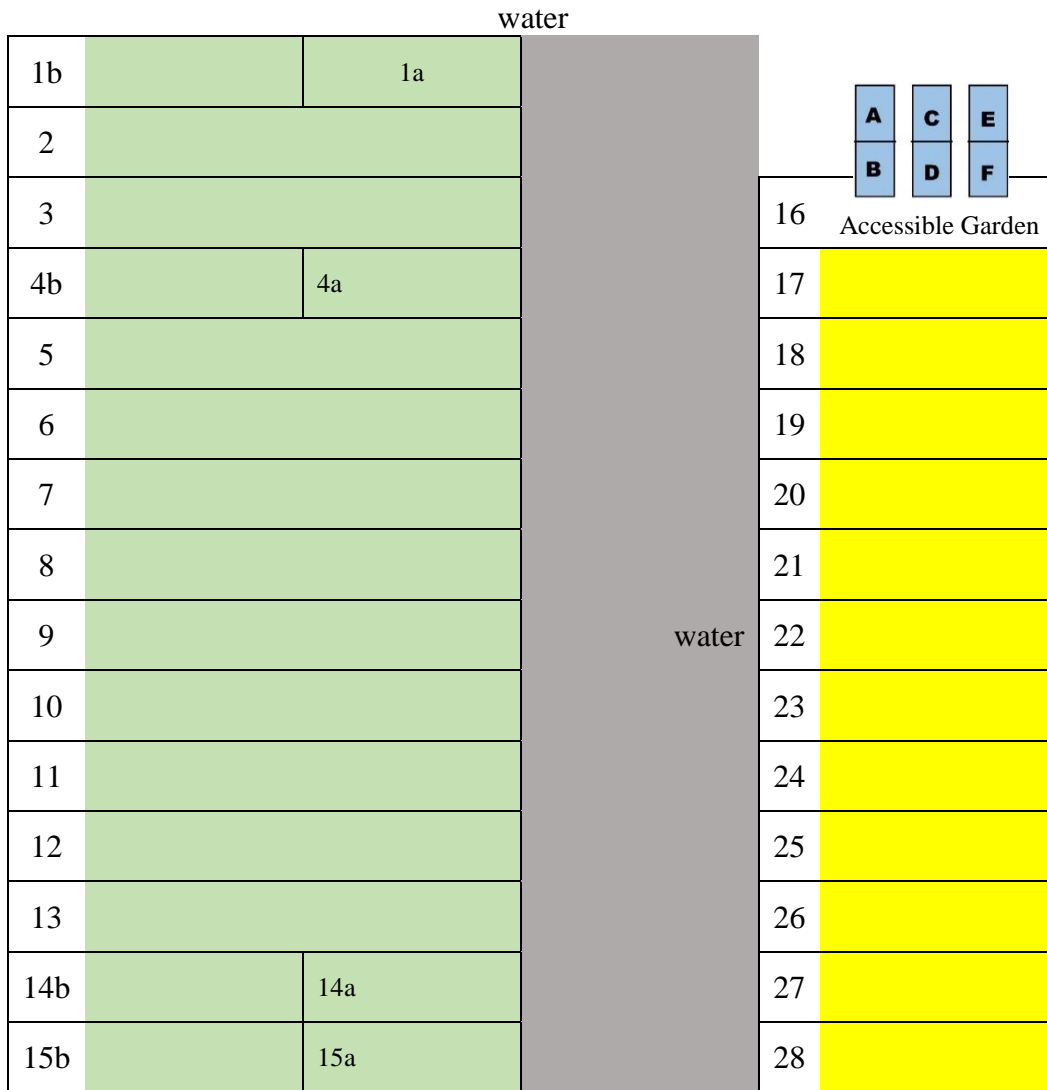 water
1b 1a
A C E
2
B D F
3 16 Accessible Garden
4b 4a 17
5 18
6 19
7 20
8 21
9 water 22
10 23
11 24
12 25
13 26
14b 14a 27
15b 15a 28